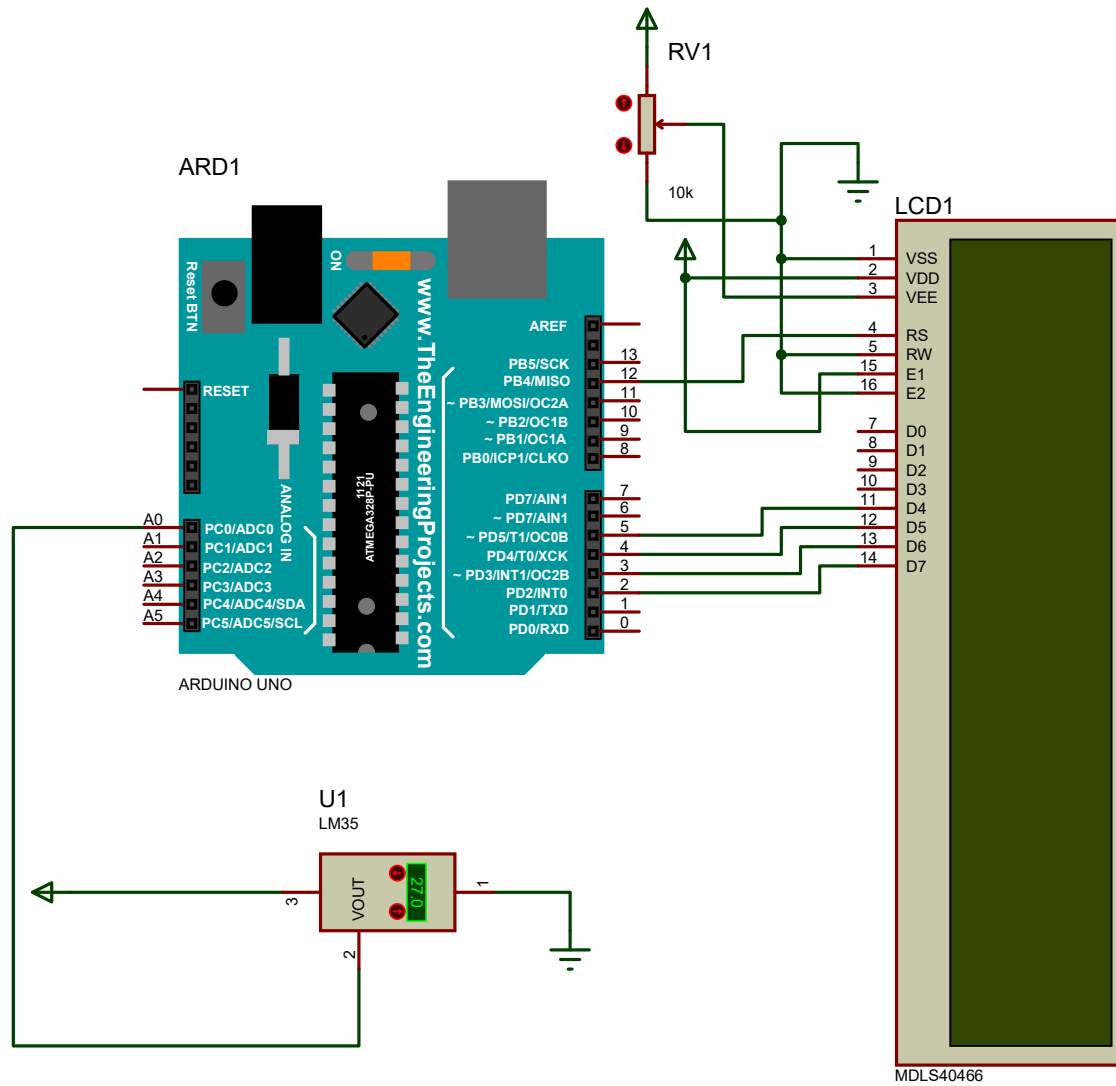 RV1
10k
ARD1
LCD1
Reset BTN
ON
www.TheEngineeringProjects.com
ANALOG IN
1121
ATMEGA328P-PU
RESET
A0 PC0/ADC0
A1 PC1/ADC1
A2 PC2/ADC2
A3 PC3/ADC3
A4 PC4/ADC4/SDA
A5 PC5/ADC5/SCL
AREF
PB5/SCK 13
PB4/MISO 12
~ PB3/MOSI/OC2A 11
~ PB2/OC1B 10
~ PB1/OC1A 9
PB0/ICP1/CLKO 8
PD7/AIN1 7
~ PD7/AIN1 6
~ PD5/T1/OC0B 5
PD4/T0/XCK 4
~ PD3/INT1/OC2B 3
PD2/INT0 2
PD1/TXD 1
PD0/RXD 0
ARDUINO UNO
1 VSS
2 VDD
3 VEE
4 RS
5 RW
15 E1
16 E2
7 D0
8 D1
9 D2
10 D3
11 D4
12 D5
13 D6
14 D7
U1
LM35
3
VOUT
27.0
1
2
MDLS40466